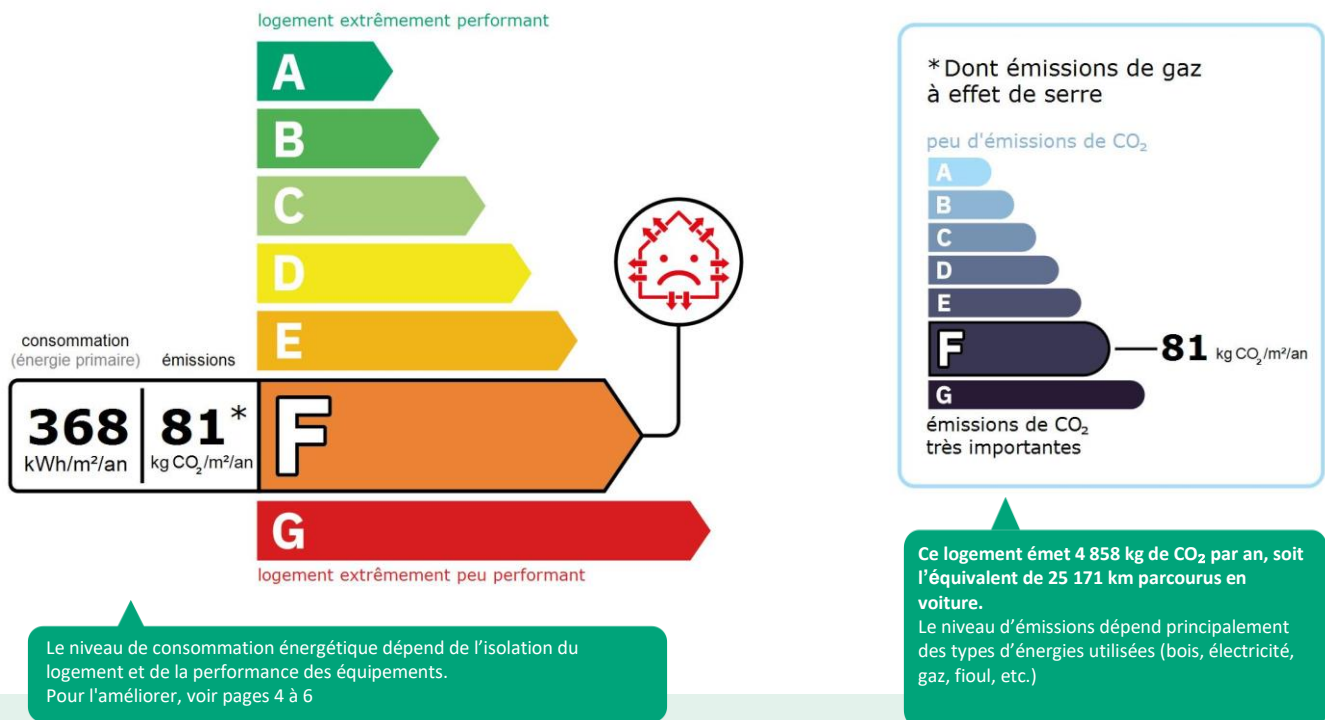 logement extrêmement performant
A
B
C
D
E
consommation
(énergie primaire)
émissions
368
kWh/m²/an
81*
kg CO₂/m²/an
F
G
logement extrêmement peu performant
Le niveau de consommation énergétique dépend de l’isolation du
logement et de la performance des équipements.
Pour l'améliorer, voir pages 4 à 6
*Dont émissions de gaz
à effet de serre
peu d'émissions de CO₂
A
B
C
D
E
F
81 kg CO₂/m²/an
G
émissions de CO₂
très importantes
Ce logement émet 4 858 kg de CO₂ par an, soit
l’équivalent de 25 171 km parcourus en
voiture.
Le niveau d’émissions dépend principalement
des types d’énergies utilisées (bois, électricité,
gaz, fioul, etc.)